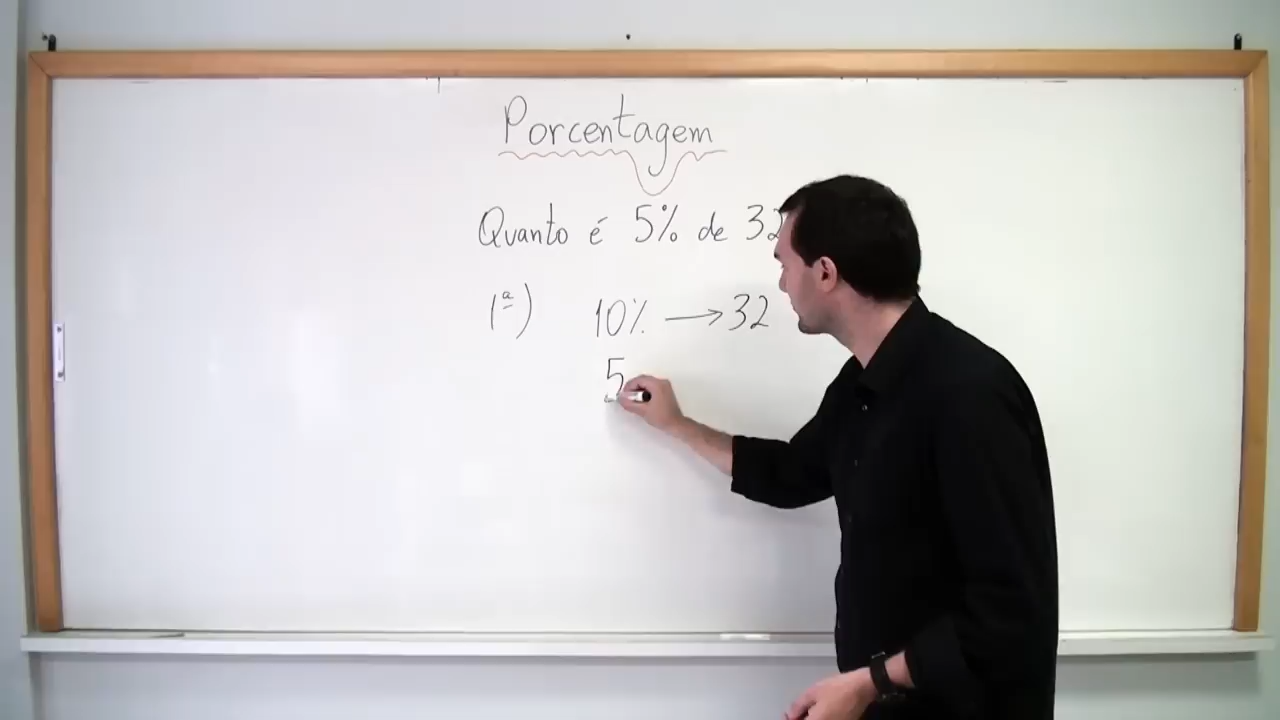 Porcentagem
Quanto é 5% de 32
1ª) 10% → 32
5